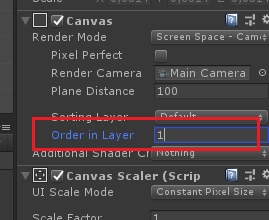 Canvas
Render Mode Screen Space - Cam
Pixel Perfect
Render Camera Main Camera
Plane Distance 100
Sorting Layer Default
Order in Layer 1
Additional Shader Cl Nothing
Canvas Scaler (Scrip
UI Scale Mode Constant Pixel Size
Scale Factor 1